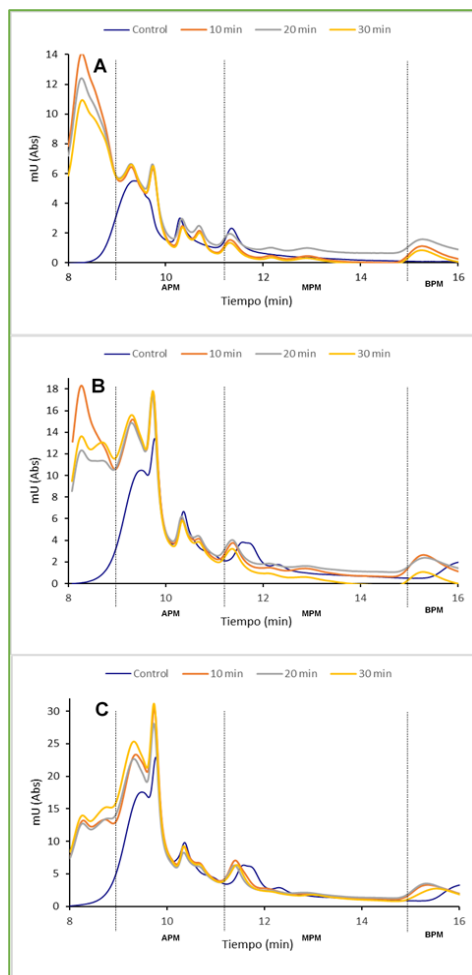 Control 10 min 20 min 30 min
A
14
12
10
8
6
4
2
0
mU (Abs)
8 10 12 14 16
APM MPM BPM
Tiempo (min)
Control 10 min 20 min 30 min
B
18
16
14
12
10
8
6
4
2
0
mU (Abs)
8 10 12 14 16
APM MPM BPM
Tiempo (min)
Control 10 min 20 min 30 min
C
30
25
20
15
10
5
0
mU (Abs)
8 10 12 14 16
APM MPM BPM
Tiempo (min)